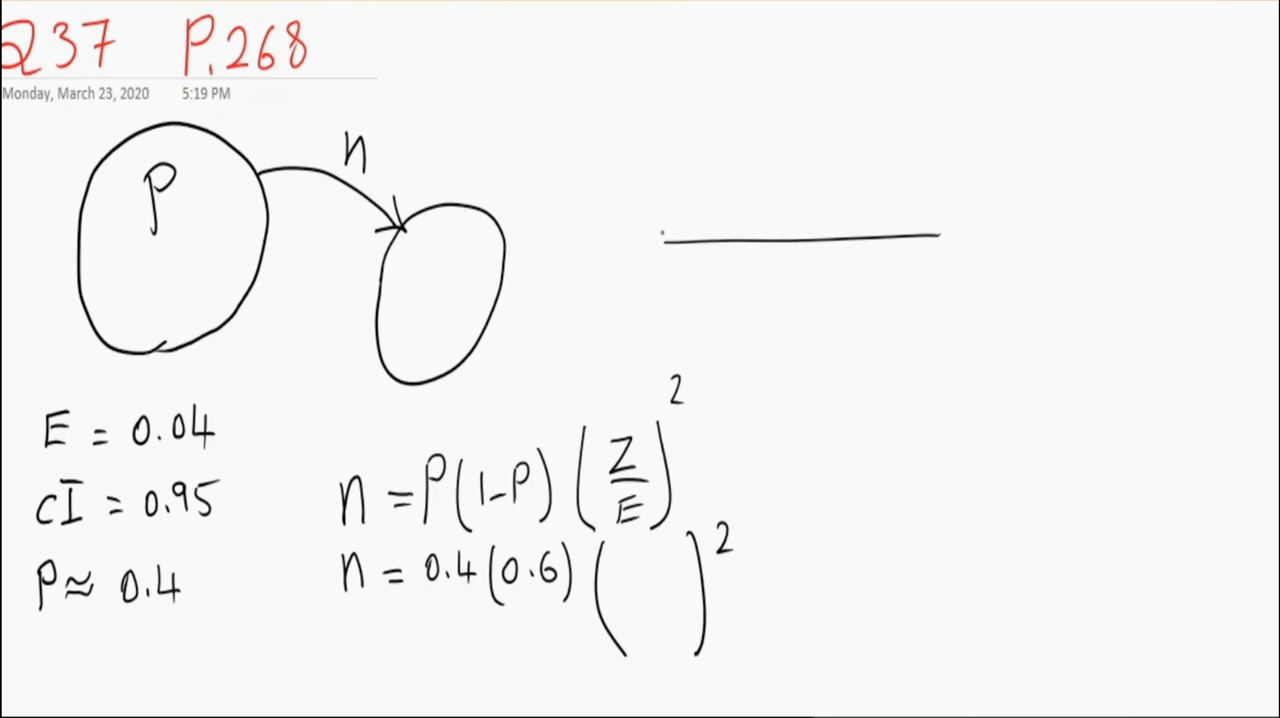 Q37 P.268
Monday, March 23, 2020 5:19 PM
P
n
E = 0.04
CI = 0.95
P ≈ 0.4
n = P(1-P) (Z/E)²
n = 0.4(0.6) ( )²